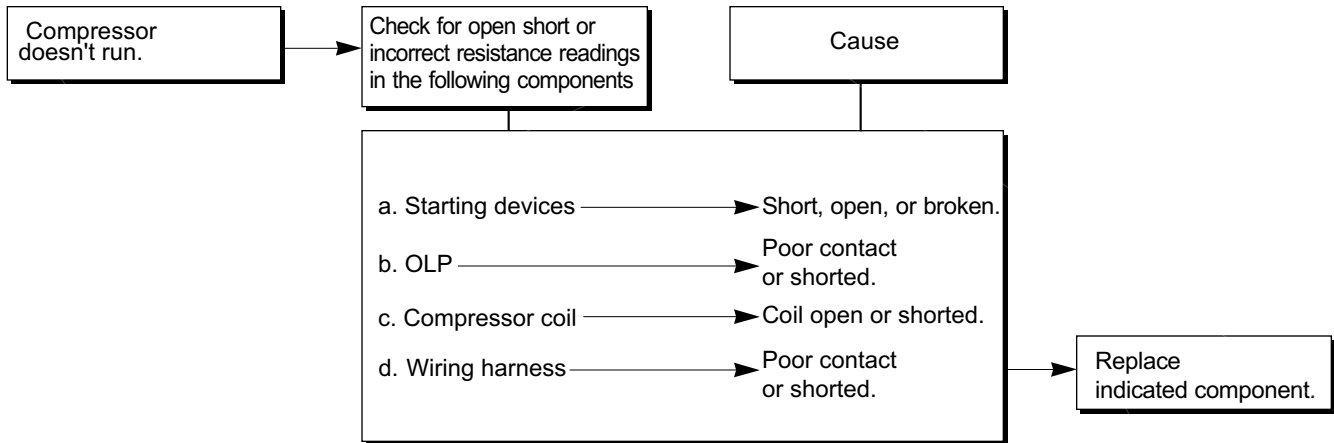 Compressor
doesn't run.
Check for open short or
incorrect resistance readings
in the following components
Cause
a. Starting devices
Short, open, or broken.
b. OLP
Poor contact
or shorted.
c. Compressor coil
Coil open or shorted.
d. Wiring harness
Poor contact
or shorted.
Replace
indicated component.